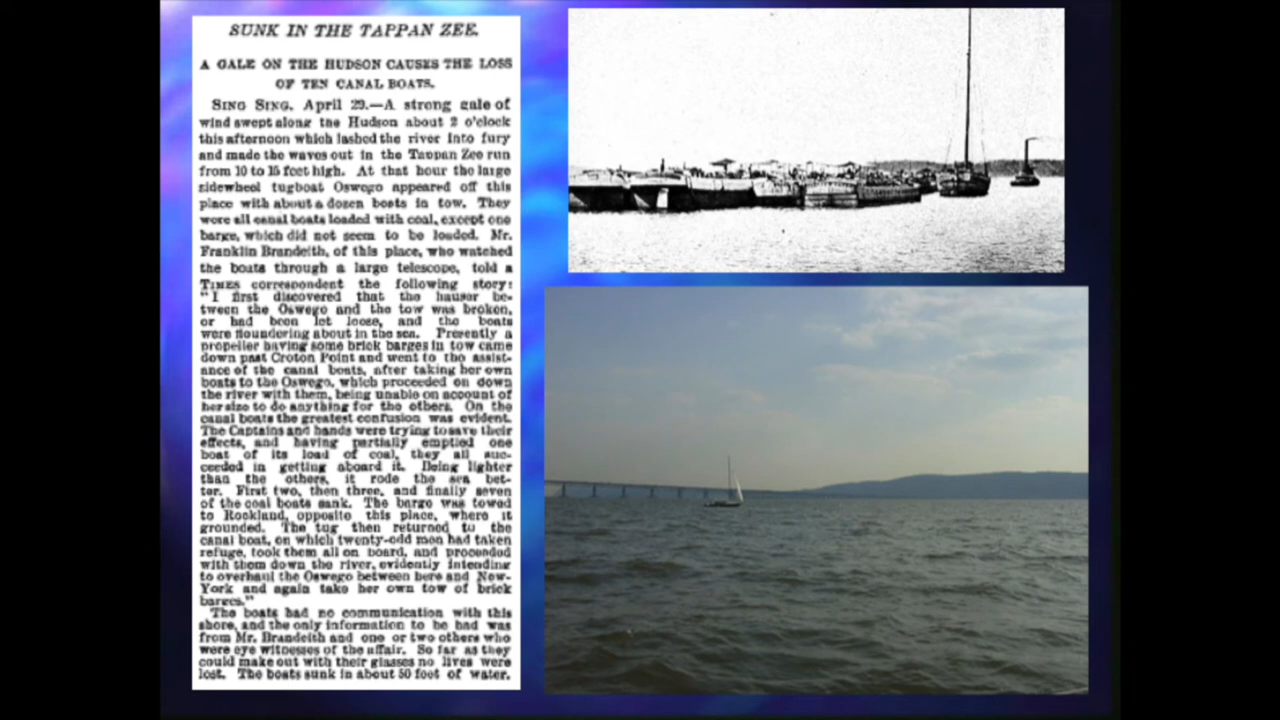 SUNK IN THE TAPPAN ZEE.
A GALE ON THE HUDSON CAUSES THE LOSS
OF TEN CANAL BOATS.
SING SING, April 29.—A strong gale of
wind swept along the Hudson about 2 o'clock
this afternoon which lashed the river into fury
and made the waves out in the Tappan Zee run
from 10 to 15 feet high. At that hour the large
sidewheel tugboat Oswego appeared off this
place with about a dozen boats in tow. They
were all canal boats loaded with coal, except one
barge, which did not seem to be loaded. Mr.
Franklin Brandeith, of this place, who watched
the boats through a large telescope, told a
TIMES correspondent the following story:
"I first discovered that the hauser be-
tween the Oswego and the tow was broken,
or had been let loose, and the boats
were floundering about in the sea. Presently a
propeller having some brick barges in tow came
down past Croton Point and went to the assist-
ance of the canal boats, after taking her own
boats to the Oswego, which proceeded on down
the river with them, being unable on account of
her size to do anything for the others. On the
canal boats the greatest confusion was evident.
The Captains and hands were trying to save their
effects, and having partially emptied one
boat of its load of coal, they all suc-
ceeded in getting aboard it. Being lighter
than the others, it rode the sea bet-
ter. First two, then three, and finally seven
of the coal boats sank. The barge was towed
to Rockland, opposite this place, where it
grounded. The tug then returned to the
canal boat, on which twenty-odd men had taken
refuge, took them all on board, and proceeded
with them down the river, evidently intending
to overhaul the Oswego between here and New-
York and again take her own tow of brick
barges."
The boats had no communication with this
shore, and the only information to be had was
from Mr. Brandeith and one or two others who
were eye witnesses of the affair. So far as they
could make out with their glasses no lives were
lost. The boats sunk in about 50 feet of water.